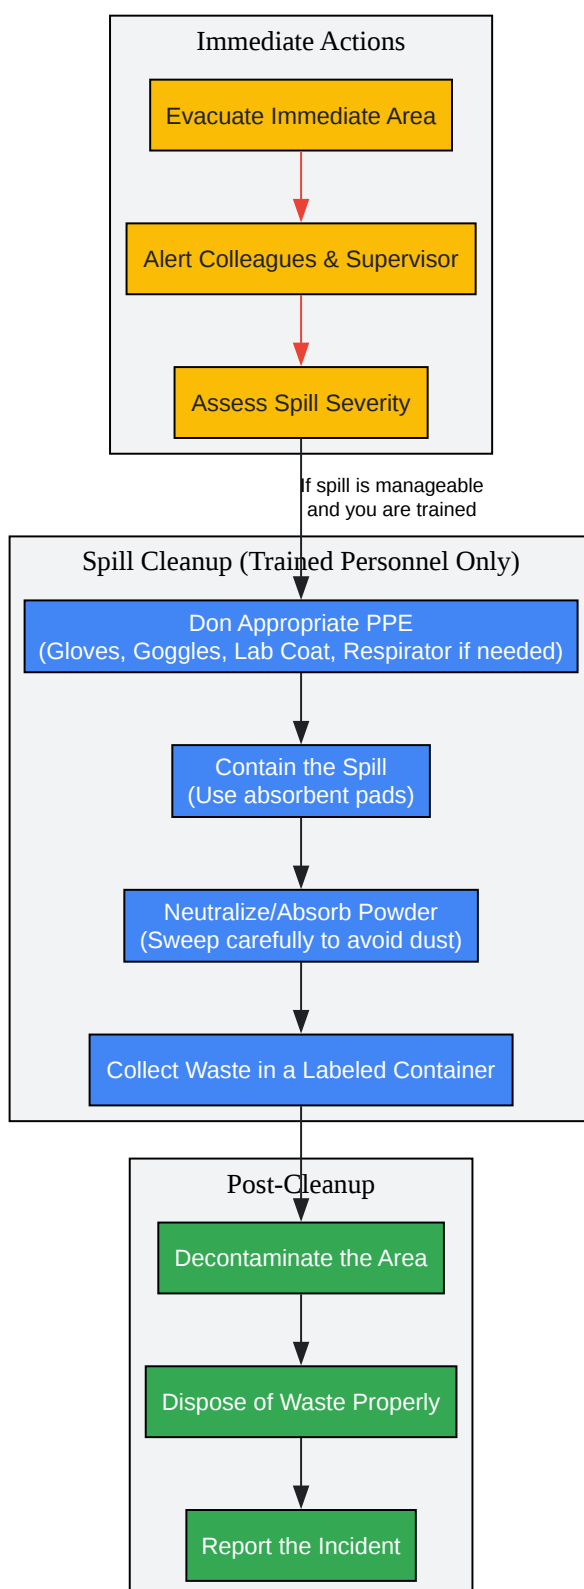 Immediate Actions
Evacuate Immediate Area
Alert Colleagues & Supervisor
Assess Spill Severity
If spill is manageable
and you are trained
Spill Cleanup (Trained Personnel Only)
Don Appropriate PPE
(Gloves, Goggles, Lab Coat, Respirator if needed)
Contain the Spill
(Use absorbent pads)
Neutralize/Absorb Powder
(Sweep carefully to avoid dust)
Collect Waste in a Labeled Container
Post-Cleanup
Decontaminate the Area
Dispose of Waste Properly
Report the Incident